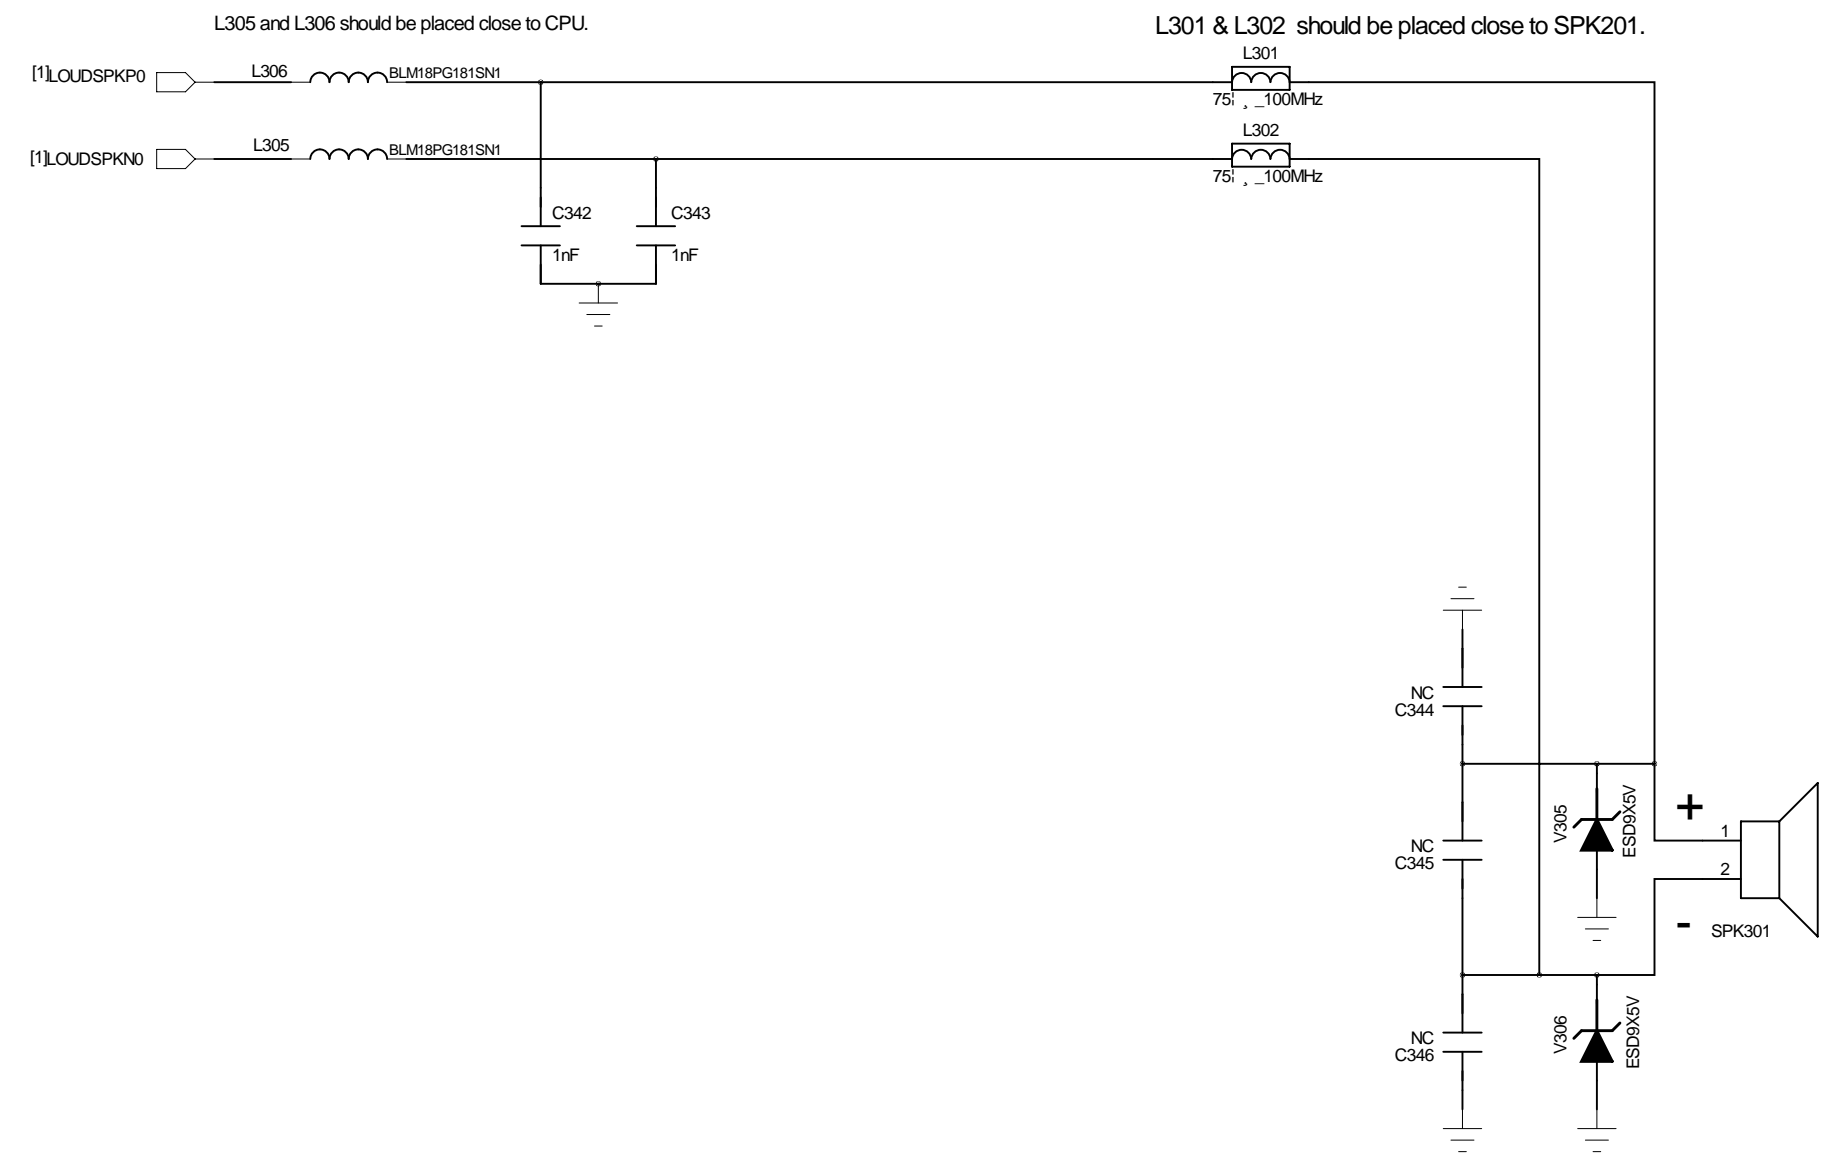 L305 and L306 should be placed close to CPU.
L301 & L302 should be placed close to SPK201.
[1]LOUDSPKP0
L306
BLM18PG181SN1
L301
75¦ ¸ _100MHz
[1]LOUDSPKN0
L305
BLM18PG181SN1
L302
75¦ ¸ _100MHz
C342
1nF
C343
1nF
NC
C344
NC
C345
V305
ESD9X5V
+
1
2
-
SPK301
NC
C346
V306
ESD9X5V